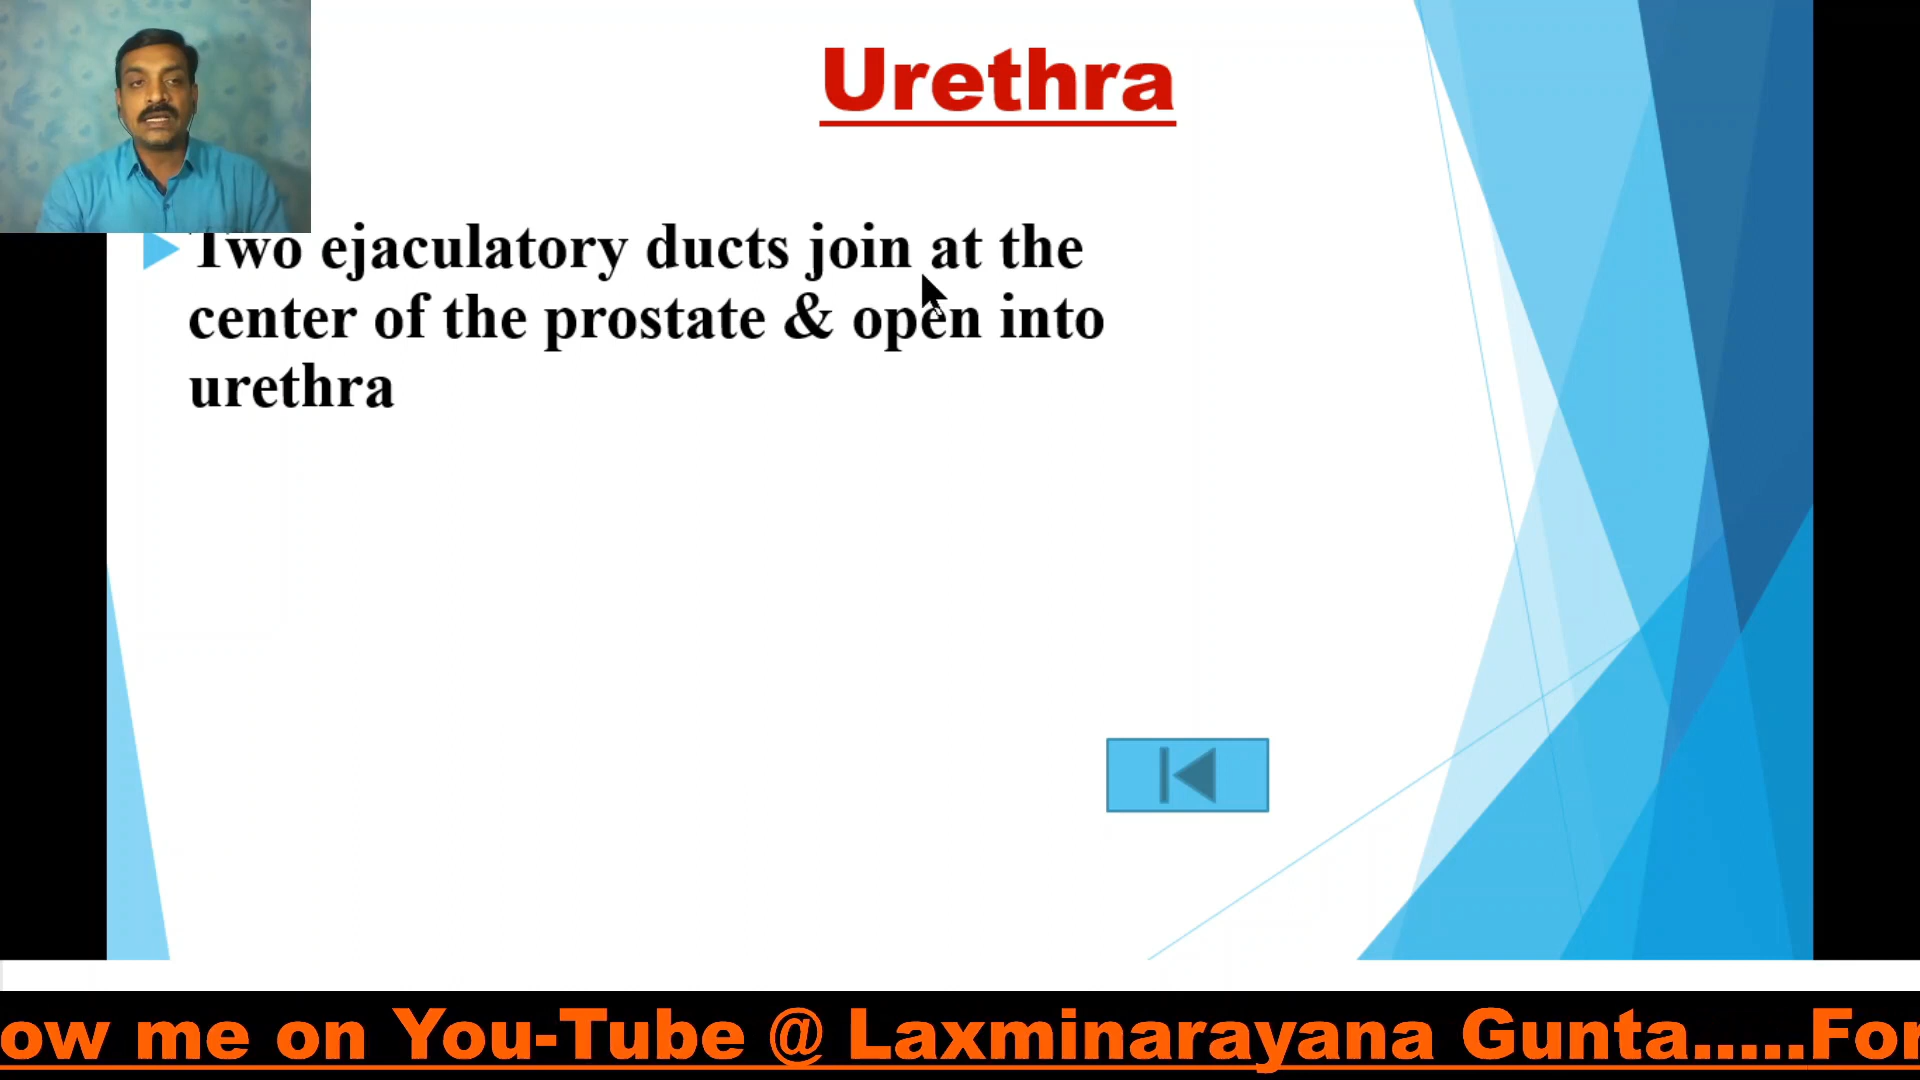 Urethra
Two ejaculatory ducts join at the
center of the prostate & open into
urethra
ow me on You-Tube @ Laxminarayana Gunta.....For